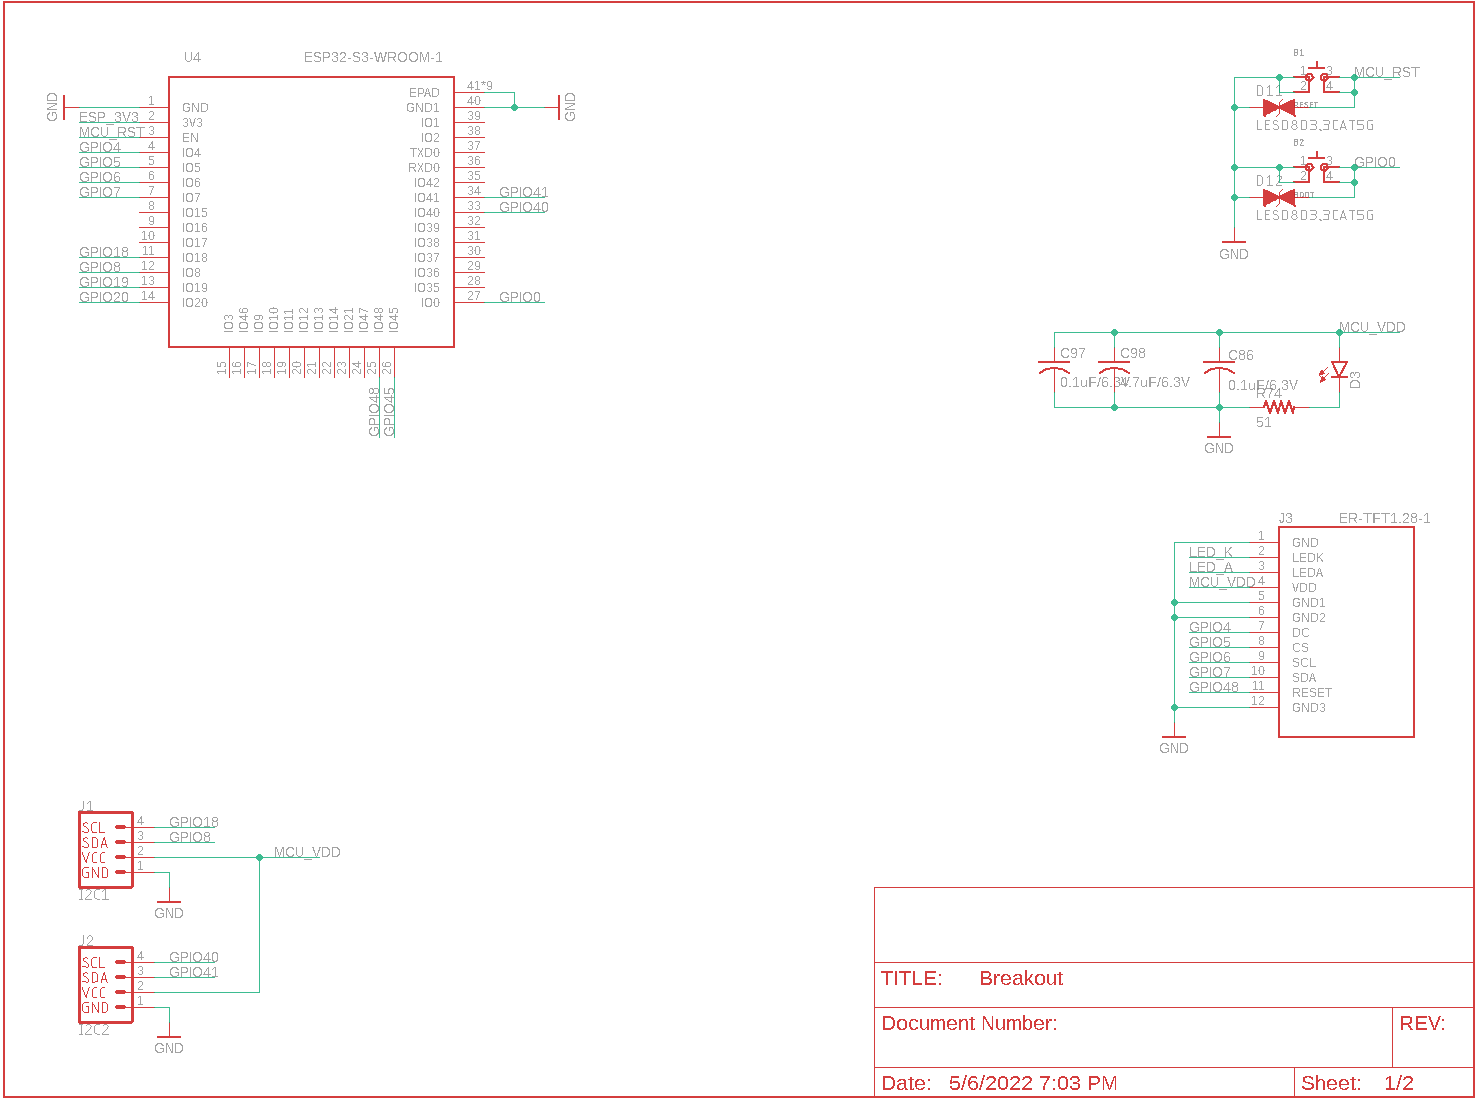 U4 ESP32-S3-WROOM-1
GND
1 GND
ESP_3V3 2 3V3
MCU_RST 3 EN
GPIO4 4 IO4
GPIO5 5 IO5
GPIO6 6 IO6
GPIO7 7 IO7
8 IO15
9 IO16
10 IO17
GPIO18 11 IO18
GPIO8 12 IO8
GPIO19 13 IO19
GPIO20 14 IO20
EPAD 41*9
GND1 40
GND
IO1 39
IO2 38
TXD0 37
RXD0 36
IO42 35
IO41 34 GPIO41
IO40 33 GPIO40
IO39 32
IO38 31
IO37 30
IO36 29
IO35 28
IO0 27 GPIO0
IO3 IO46 IO9 IO10 IO11 IO12 IO13 IO14 IO21 IO47 IO48 IO45
15 16 17 18 19 20 21 22 23 24 25 26
GPIO48 GPIO45
B1
1 3 MCU_RST
2 4
D11 RESET
LESD8D3.3CAT5G
B2
1 3 GPIO0
2 4
D12 BOOT
LESD8D3.3CAT5G
GND
MCU_VDD
C97 C98 C86
0.1uF/6.3V 4.7uF/6.3V 0.1uF/6.3V
D3
R74
51
GND
J3 ER-TFT1.28-1
1 GND
LED_K 2 LEDK
LED_A 3 LEDA
MCU_VDD 4 VDD
5 GND1
6 GND2
GPIO4 7 DC
GPIO5 8 CS
GPIO6 9 SCL
GPIO7 10 SDA
GPIO48 11 RESET
12 GND3
GND
J1
SCL 4 GPIO18
SDA 3 GPIO8
VCC 2 MCU_VDD
GND 1
I2C1
GND
J2
SCL 4 GPIO40
SDA 3 GPIO41
VCC 2
GND 1
I2C2
GND
TITLE: Breakout
Document Number: REV:
Date: 5/6/2022 7:03 PM Sheet: 1/2